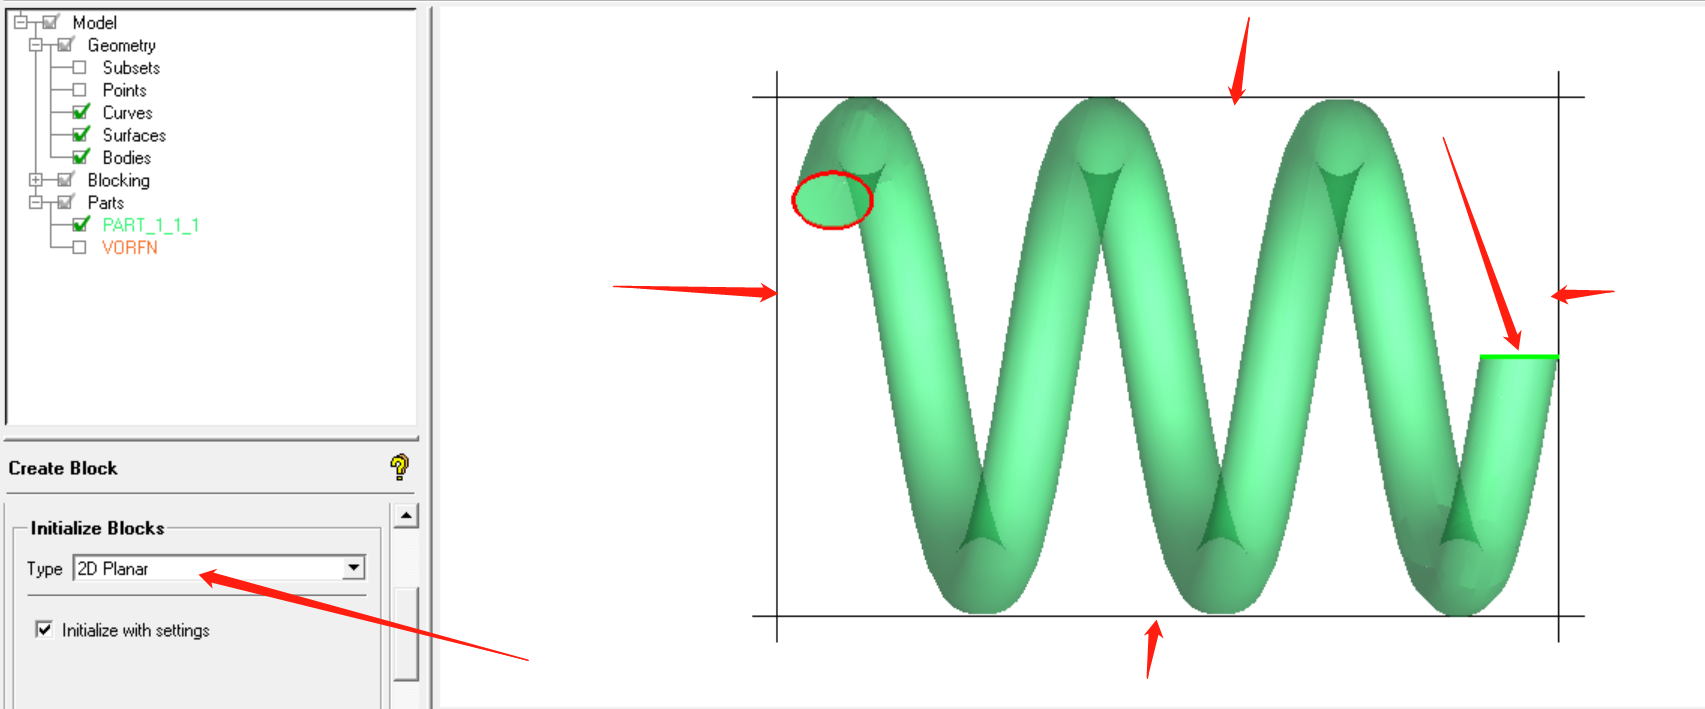 Model
Geometry
Subsets
Points
Curves
Surfaces
Bodies
Blocking
Parts
PART_1_1_1
VORFN
Create Block
Initialize Blocks
Type 2D Planar
Initialize with settings